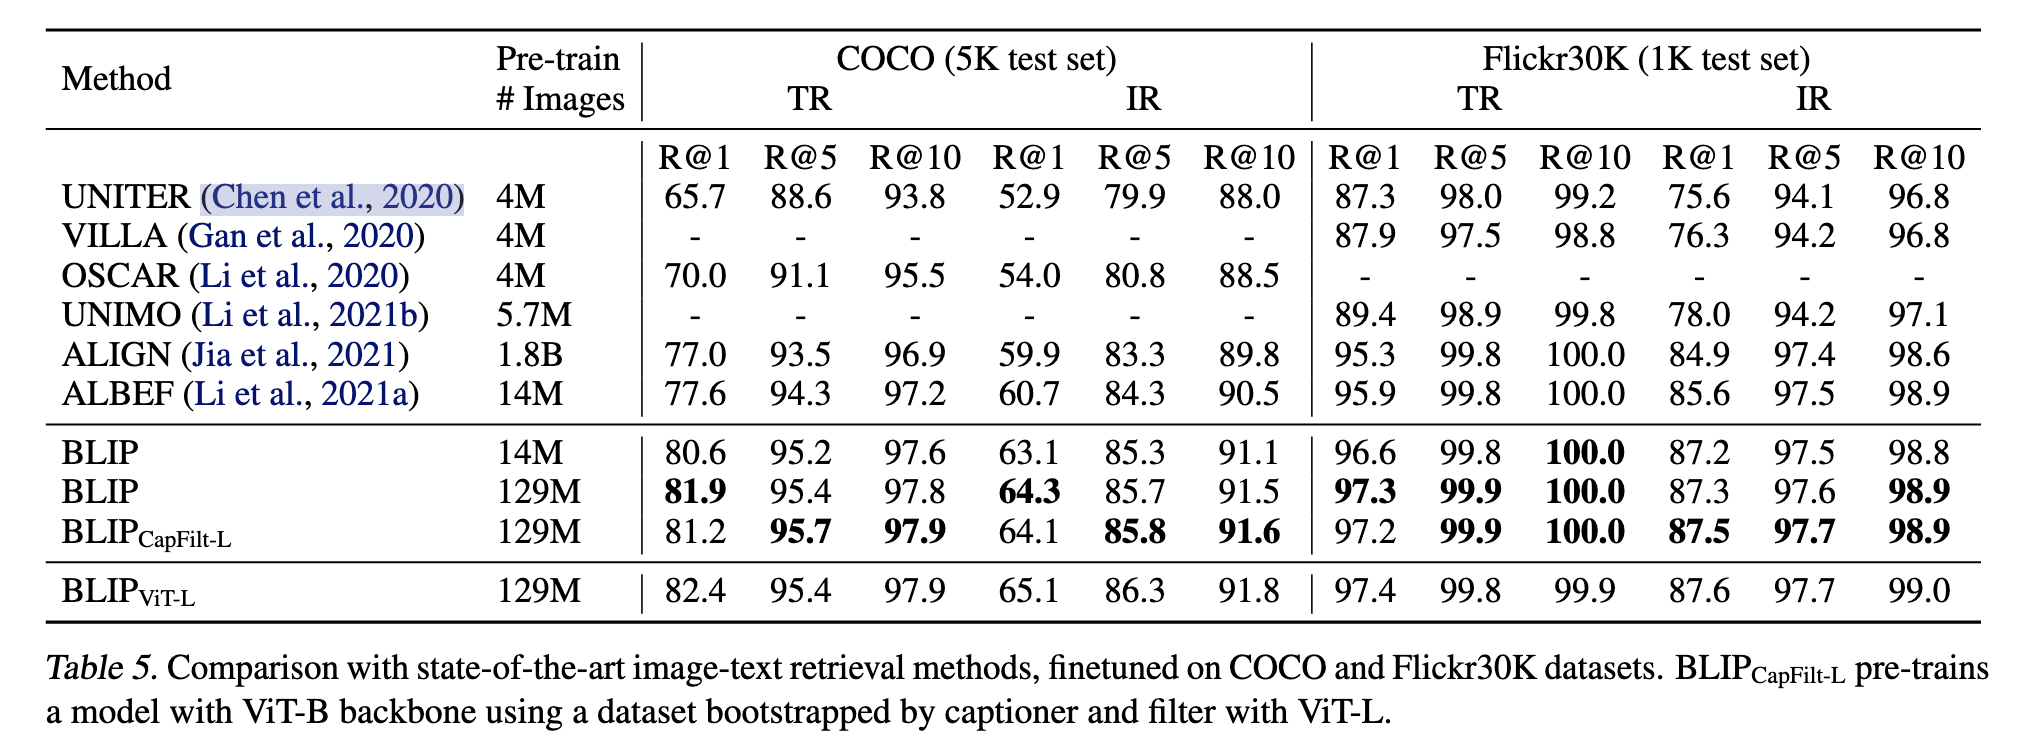 Method Pre-train # Images COCO (5K test set) Flickr30K (1K test set)
TR IR TR IR
R@1 R@5 R@10 R@1 R@5 R@10 R@1 R@5 R@10 R@1 R@5 R@10
UNITER (Chen et al., 2020) 4M 65.7 88.6 93.8 52.9 79.9 88.0 87.3 98.0 99.2 75.6 94.1 96.8
VILLA (Gan et al., 2020) 4M - - - - - - 87.9 97.5 98.8 76.3 94.2 96.8
OSCAR (Li et al., 2020) 4M 70.0 91.1 95.5 54.0 80.8 88.5 - - - - - -
UNIMO (Li et al., 2021b) 5.7M - - - - - - 89.4 98.9 99.8 78.0 94.2 97.1
ALIGN (Jia et al., 2021) 1.8B 77.0 93.5 96.9 59.9 83.3 89.8 95.3 99.8 100.0 84.9 97.4 98.6
ALBEF (Li et al., 2021a) 14M 77.6 94.3 97.2 60.7 84.3 90.5 95.9 99.8 100.0 85.6 97.5 98.9
BLIP 14M 80.6 95.2 97.6 63.1 85.3 91.1 96.6 99.8 100.0 87.2 97.5 98.8
BLIP 129M 81.9 95.4 97.8 64.3 85.7 91.5 97.3 99.9 100.0 87.3 97.6 98.9
BLIPCapFilt-L 129M 81.2 95.7 97.9 64.1 85.8 91.6 97.2 99.9 100.0 87.5 97.7 98.9
BLIPViT-L 129M 82.4 95.4 97.9 65.1 86.3 91.8 97.4 99.8 99.9 87.6 97.7 99.0
Table 5. Comparison with state-of-the-art image-text retrieval methods, finetuned on COCO and Flickr30K datasets. BLIPCapFilt-L pre-trains
a model with ViT-B backbone using a dataset bootstrapped by captioner and filter with ViT-L.